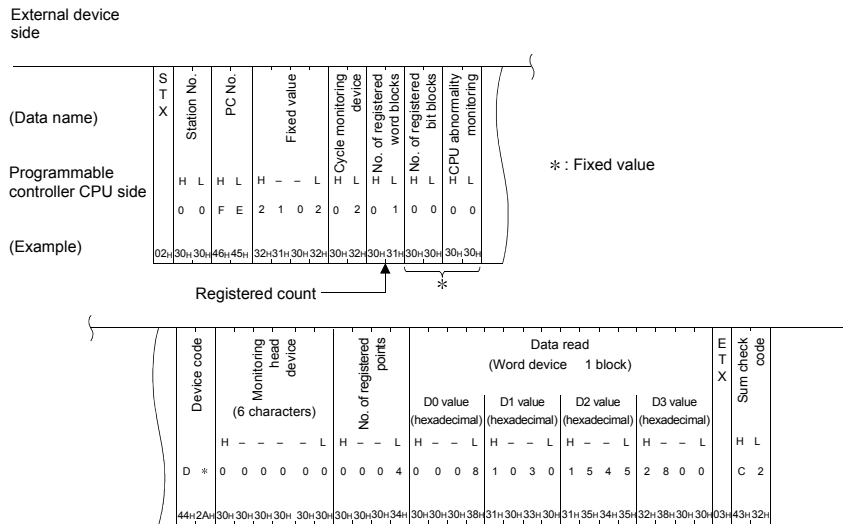 External device
side
(Data name)
STX
Station No.
PC No.
Fixed value
Cycle monitoring
device
No. of registered
word blocks
No. of registered
bit blocks
CPU abnormality
monitoring
* : Fixed value
Programmable
controller CPU side
H L H L H – – L H L H L H L H L
0 0 F E 2 1 0 2 0 2 0 1 0 0 0 0
(Example)
02H 30H 30H 46H 45H 32H 31H 30H 32H 30H 32H 30H 31H 30H 30H 30H 30H
Registered count
*
Device code
Monitoring
head
device
(6 characters)
No. of registered
points
Data read
(Word device 1 block)
D0 value
(hexadecimal)
D1 value
(hexadecimal)
D2 value
(hexadecimal)
D3 value
(hexadecimal)
ETX
Sum check
code
H – – – – L H – – L H – – L H – – L H – – L H – – L H L
D * 0 0 0 0 0 0 0 0 0 4 0 0 0 8 1 0 3 0 1 5 4 5 2 8 0 0 C 2
44H 2AH 30H 30H 30H 30H 30H 30H 30H 30H 30H 34H 30H 30H 30H 38H 31H 30H 33H 30H 31H 35H 34H 35H 32H 38H 30H 30H 03H 43H 32H